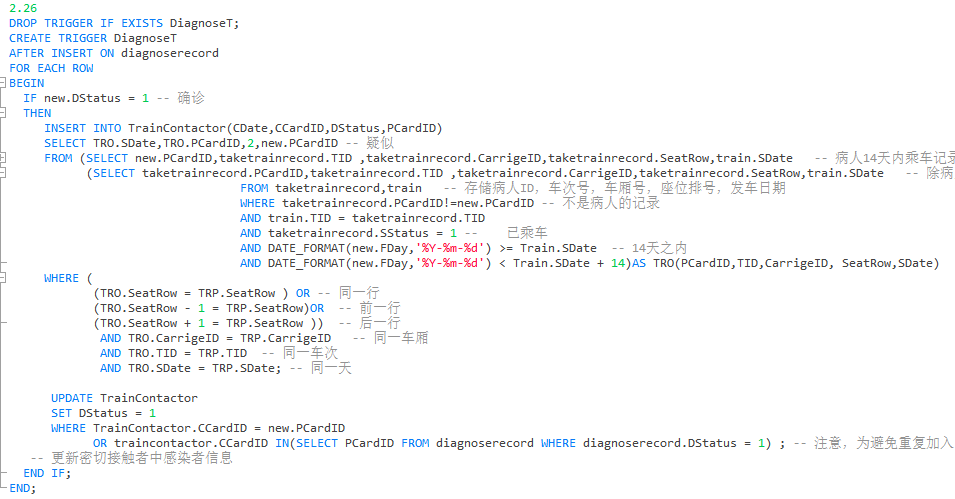 2.26
DROP TRIGGER IF EXISTS DiagnoseT;
CREATE TRIGGER DiagnoseT
AFTER INSERT ON diagnoserecord
FOR EACH ROW
BEGIN
IF new.DStatus = 1 -- 确诊
THEN
INSERT INTO TrainContactor(CDate,CCardID,DStatus,PCardID)
SELECT TRO.SDate,TRO.PCardID,2,new.PCardID -- 疑似
FROM (SELECT new.PCardID,taketrainrecord.TID ,taketrainrecord.CarrigeID,taketrainrecord.SeatRow,train.SDate -- 病人14天内乘车记录
(SELECT taketrainrecord.PCardID,taketrainrecord.TID ,taketrainrecord.CarrigeID,taketrainrecord.SeatRow,train.SDate -- 除病
FROM taketrainrecord,train -- 存储病人ID，车次号，车厢号，座位排号，发车日期
WHERE taketrainrecord.PCardID!=new.PCardID -- 不是病人的记录
AND train.TID = taketrainrecord.TID
AND taketrainrecord.SStatus = 1 -- 已乘车
AND DATE_FORMAT(new.FDay,'%Y-%m-%d') >= Train.SDate -- 14天之内
AND DATE_FORMAT(new.FDay,'%Y-%m-%d') < Train.SDate + 14)AS TRO(PCardID,TID,CarrigeID, SeatRow,SDate)
WHERE (
(TRO.SeatRow = TRP.SeatRow ) OR -- 同一行
(TRO.SeatRow - 1 = TRP.SeatRow)OR -- 前一行
(TRO.SeatRow + 1 = TRP.SeatRow )) -- 后一行
AND TRO.CarrigeID = TRP.CarrigeID -- 同一车厢
AND TRO.TID = TRP.TID -- 同一车次
AND TRO.SDate = TRP.SDate; -- 同一天
UPDATE TrainContactor
SET DStatus = 1
WHERE TrainContactor.CCardID = new.PCardID
OR traincontactor.CCardID IN(SELECT PCardID FROM diagnoserecord WHERE diagnoserecord.DStatus = 1) ; -- 注意，为避免重复加入
-- 更新密切接触者中感染者信息
END IF;
END;